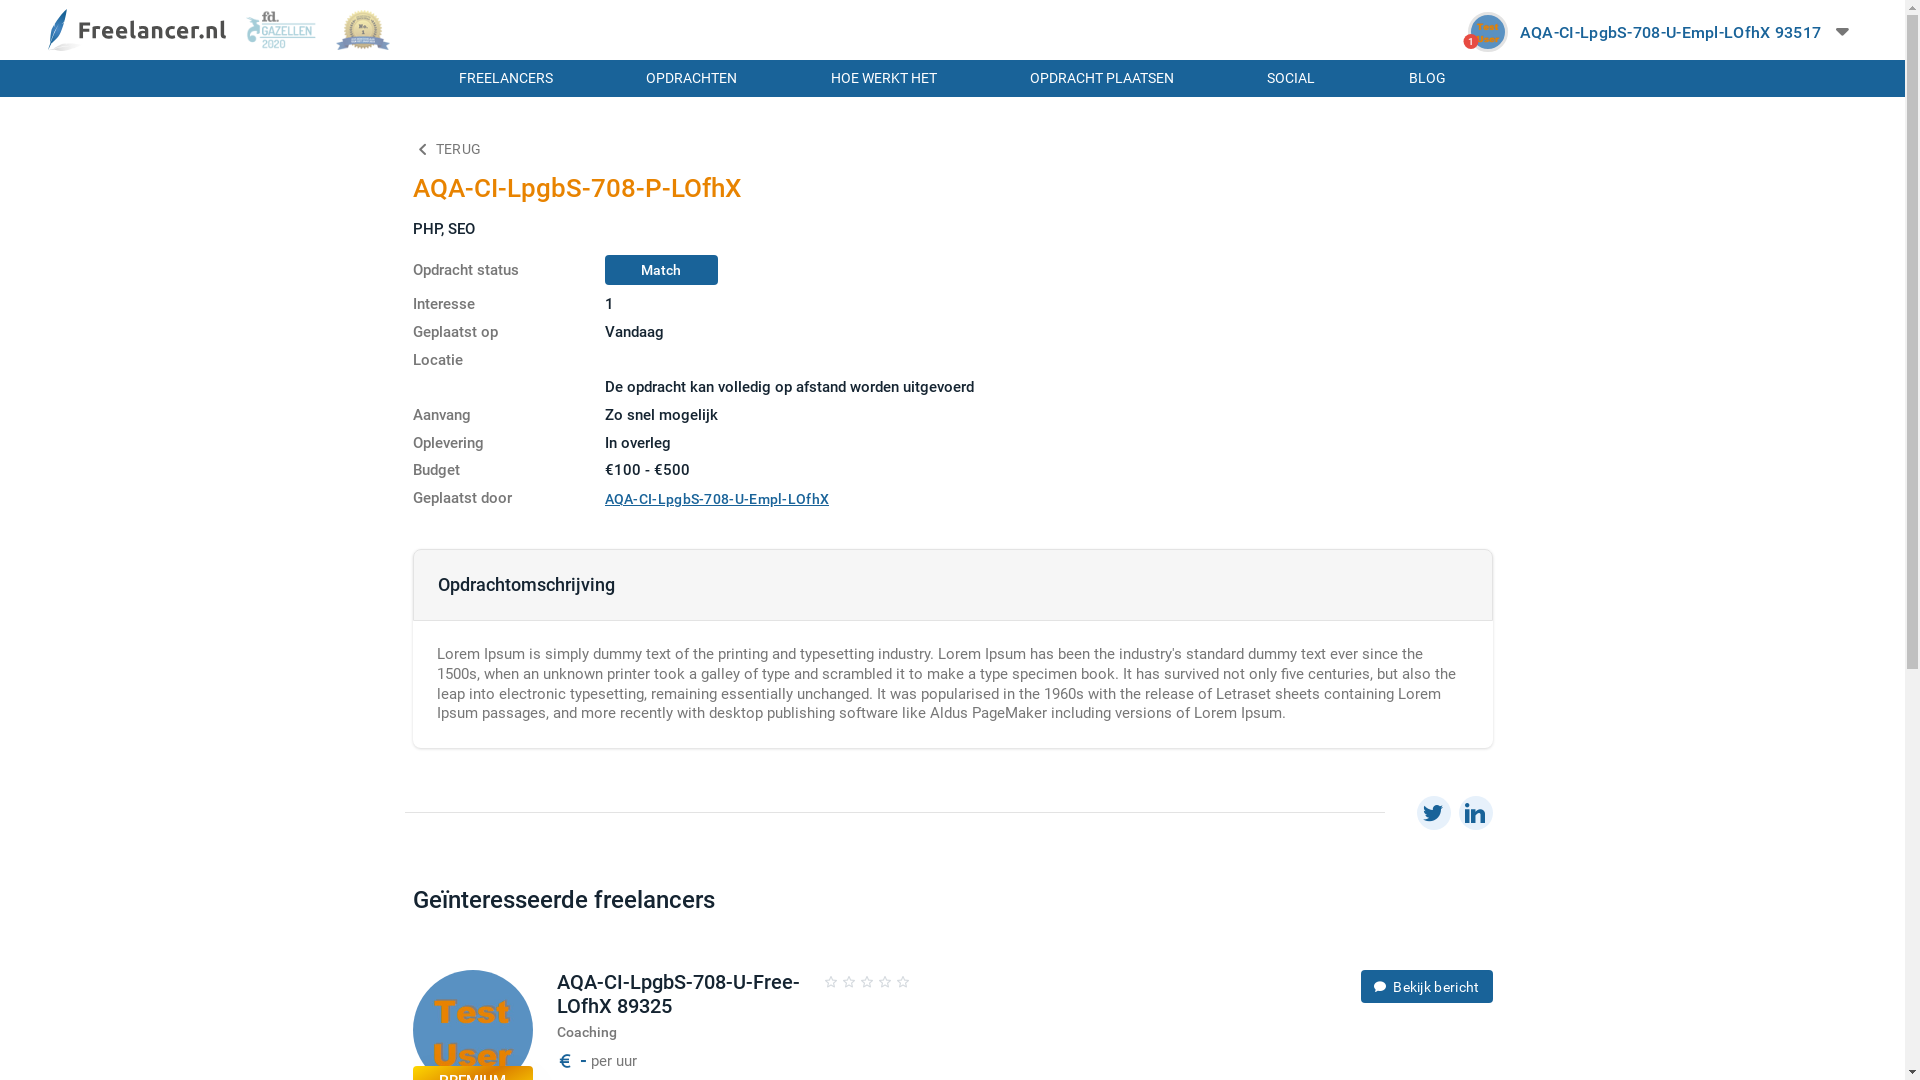 Freelancer.nl
fd.
GAZELLEN
2020
No.
1
Test
User
1
AQA-CI-LpgbS-708-U-Empl-LOfhX 93517
FREELANCERS
OPDRACHTEN
HOE WERKT HET
OPDRACHT PLAATSEN
SOCIAL
BLOG
TERUG
AQA-CI-LpgbS-708-P-LOfhX
PHP, SEO
Opdracht status Match
Interesse 1
Geplaatst op Vandaag
Locatie
De opdracht kan volledig op afstand worden uitgevoerd
Aanvang Zo snel mogelijk
Oplevering In overleg
Budget €100 - €500
Geplaatst door AQA-CI-LpgbS-708-U-Empl-LOfhX
Opdrachtomschrijving
Lorem Ipsum is simply dummy text of the printing and typesetting industry. Lorem Ipsum has been the industry's standard dummy text ever since the
1500s, when an unknown printer took a galley of type and scrambled it to make a type specimen book. It has survived not only five centuries, but also the
leap into electronic typesetting, remaining essentially unchanged. It was popularised in the 1960s with the release of Letraset sheets containing Lorem
Ipsum passages, and more recently with desktop publishing software like Aldus PageMaker including versions of Lorem Ipsum.
in
Geïnteresseerde freelancers
Test
User
PREMIUM
AQA-CI-LpgbS-708-U-Free-
LOfhX 89325
Coaching
€ - per uur
Bekijk bericht